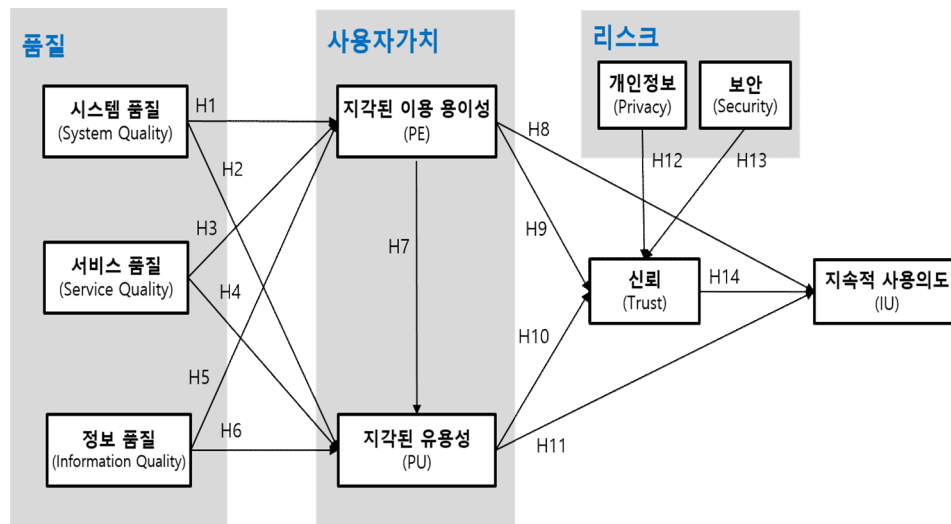 품질
사용자가치
리스크
시스템 품질
(System Quality)
H1
지각된 이용 용이성
(PE)
개인정보
(Privacy)
보안
(Security)
H8
H2
H12
H13
H3
H9
H7
서비스 품질
(Service Quality)
신뢰
(Trust)
H14
지속적 사용의도
(IU)
H4
H10
H5
정보 품질
(Information Quality)
H6
지각된 유용성
(PU)
H11